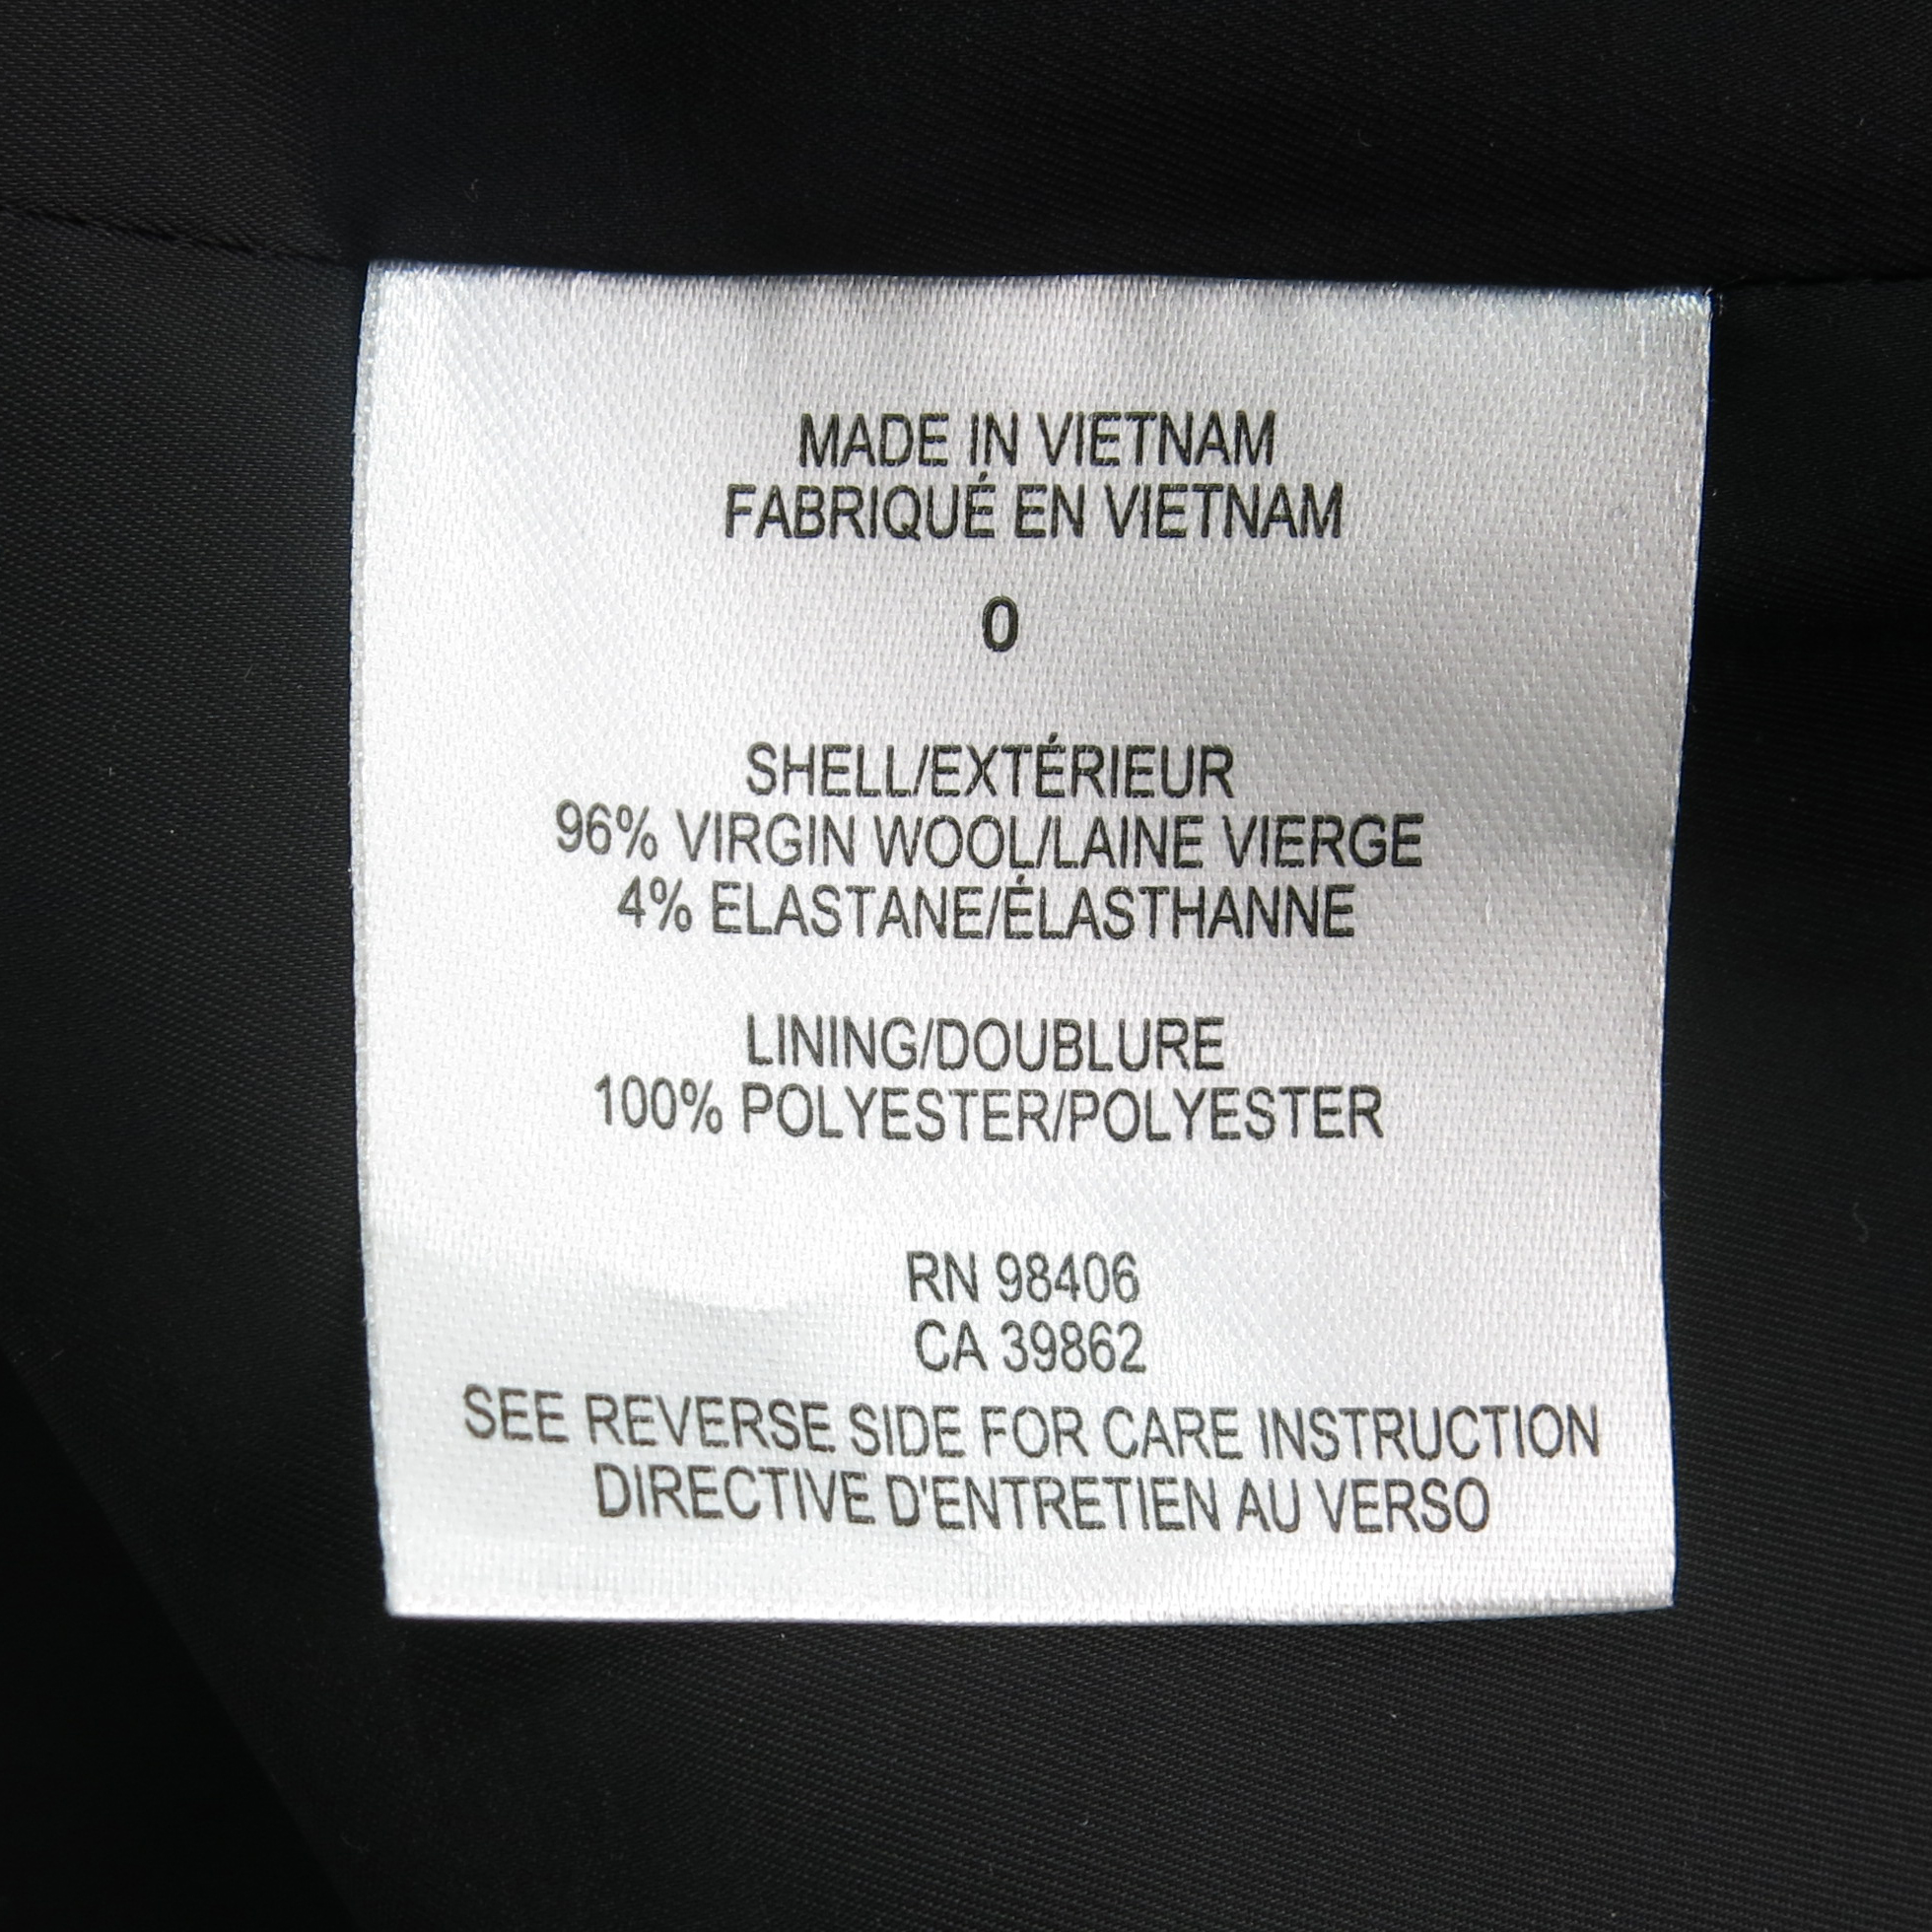 MADE IN VIETNAM
FABRIQUÉ EN VIETNAM
0
SHELL/EXTÉRIEUR
96% VIRGIN WOOL/LAINE VIERGE
4% ELASTANE/ÉLASTHANNE
LINING/DOUBLURE
100% POLYESTER/POLYESTER
RN 98406
CA 39862
SEE REVERSE SIDE FOR CARE INSTRUCTION
DIRECTIVE D'ENTRETIEN AU VERSO